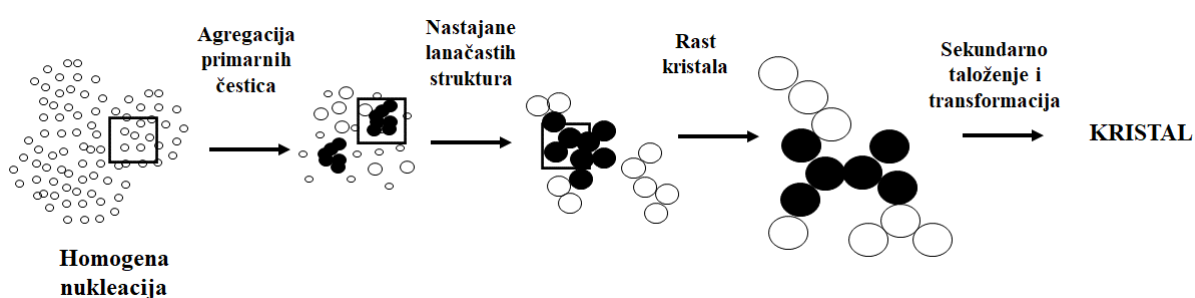 Agregacija
primarnih
čestica
Nastajane
lanačastih
struktura
Rast
kristala
Sekundarno
taloženje i
transformacija
KRISTAL
Homogena
nukleacija